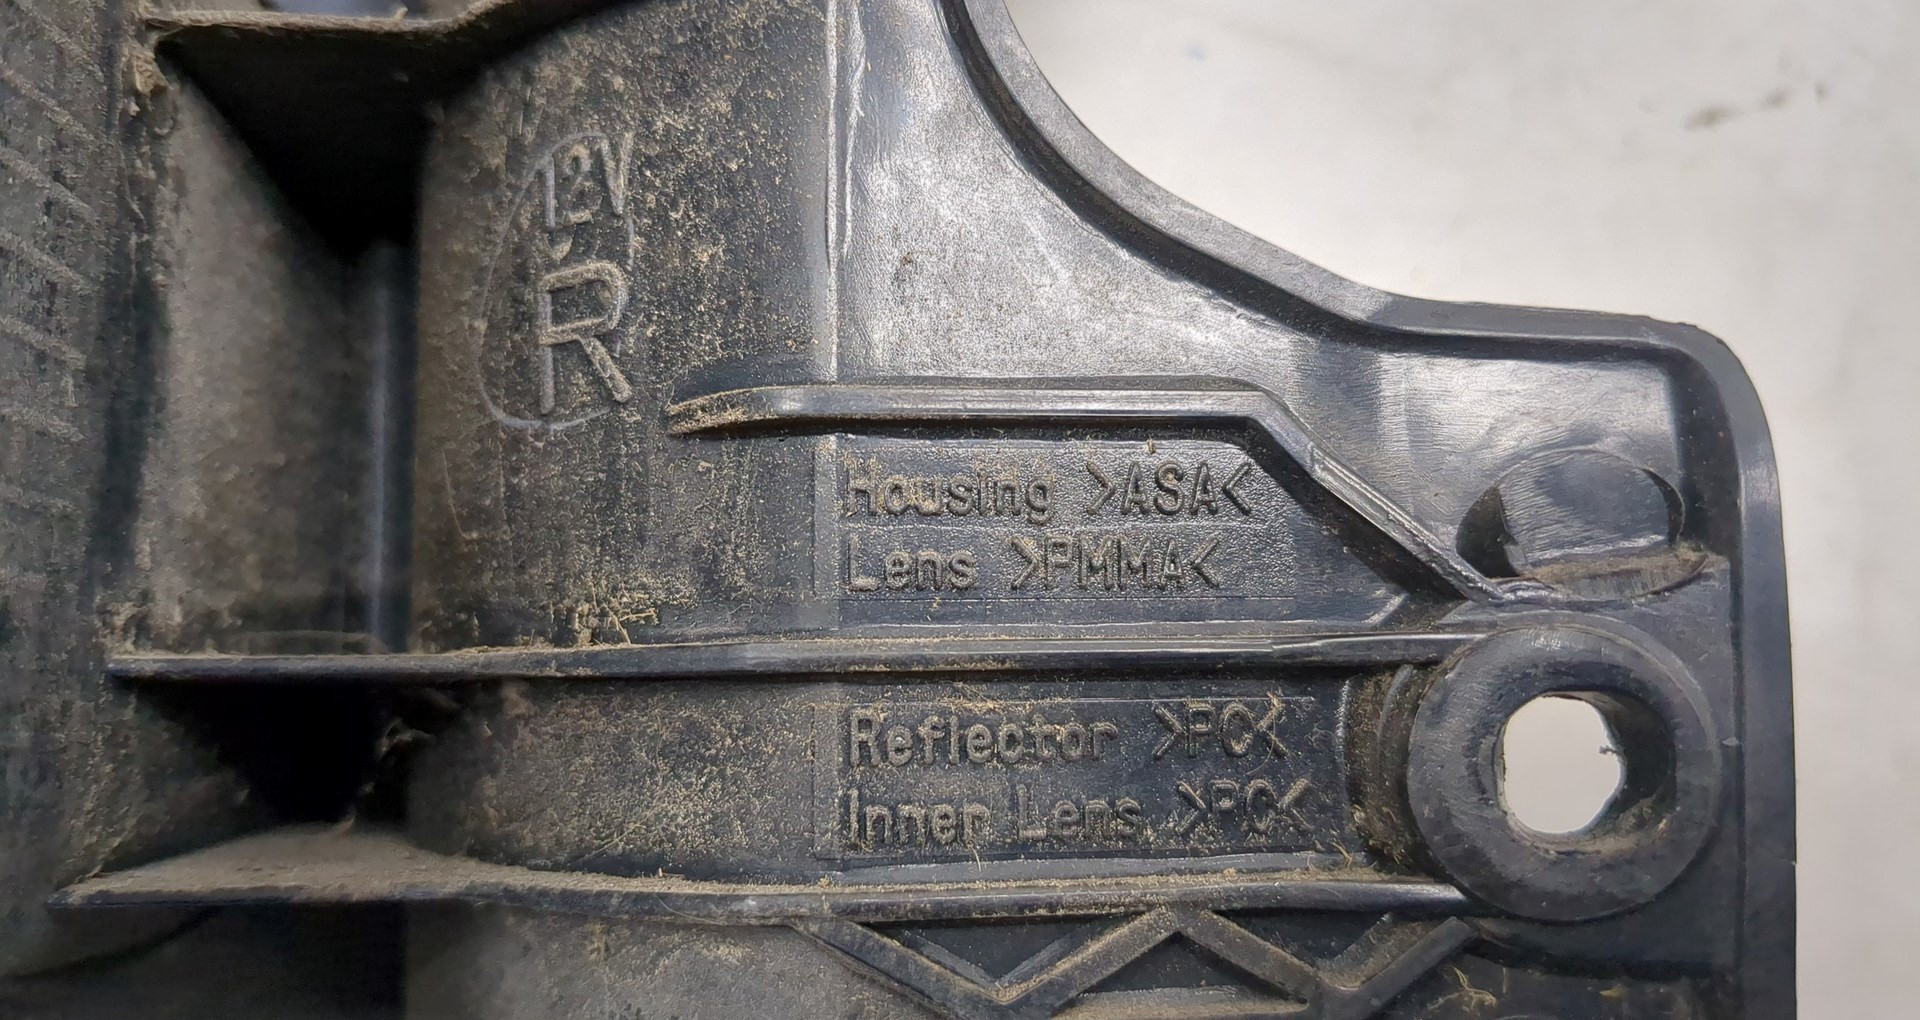 12V
R
Housing >ASA<
Lens >PMMA<
Reflector >PC<
Inner Lens >PC<